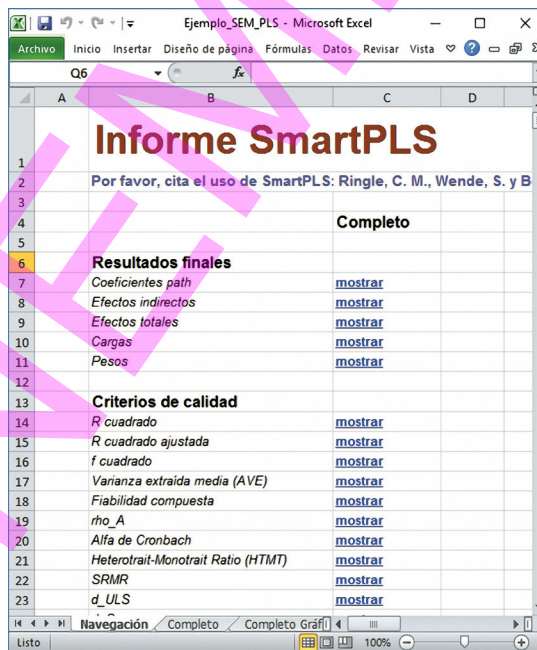 Ejemplo_SEM_PLS - Microsoft Excel
Archivo Inicio Insertar Diseño de página Fórmulas Datos Revisar Vista
Q6 fx
A B C D
1 Informe SmartPLS
2 Por favor, cita el uso de SmartPLS: Ringle, C. M., Wende, S. y B
3
4 Completo
5
6 Resultados finales
7 Coeficientes path mostrar
8 Efectos indirectos mostrar
9 Efectos totales mostrar
10 Cargas mostrar
11 Pesos mostrar
12
13 Criterios de calidad
14 R cuadrado mostrar
15 R cuadrado ajustada mostrar
16 f cuadrado mostrar
17 Varianza extraída media (AVE) mostrar
18 Fiabilidad compuesta mostrar
19 rho_A mostrar
20 Alfa de Cronbach mostrar
21 Heterotrait-Monotrait Ratio (HTMT) mostrar
22 SRMR mostrar
23 d_ULS mostrar
Navegación Completo Completo Gráfi
Listo 100%